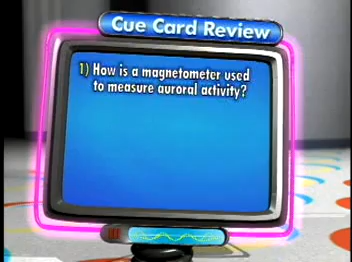 Cue Card Review
1) How is a magnetometer used
to measure auroral activity?